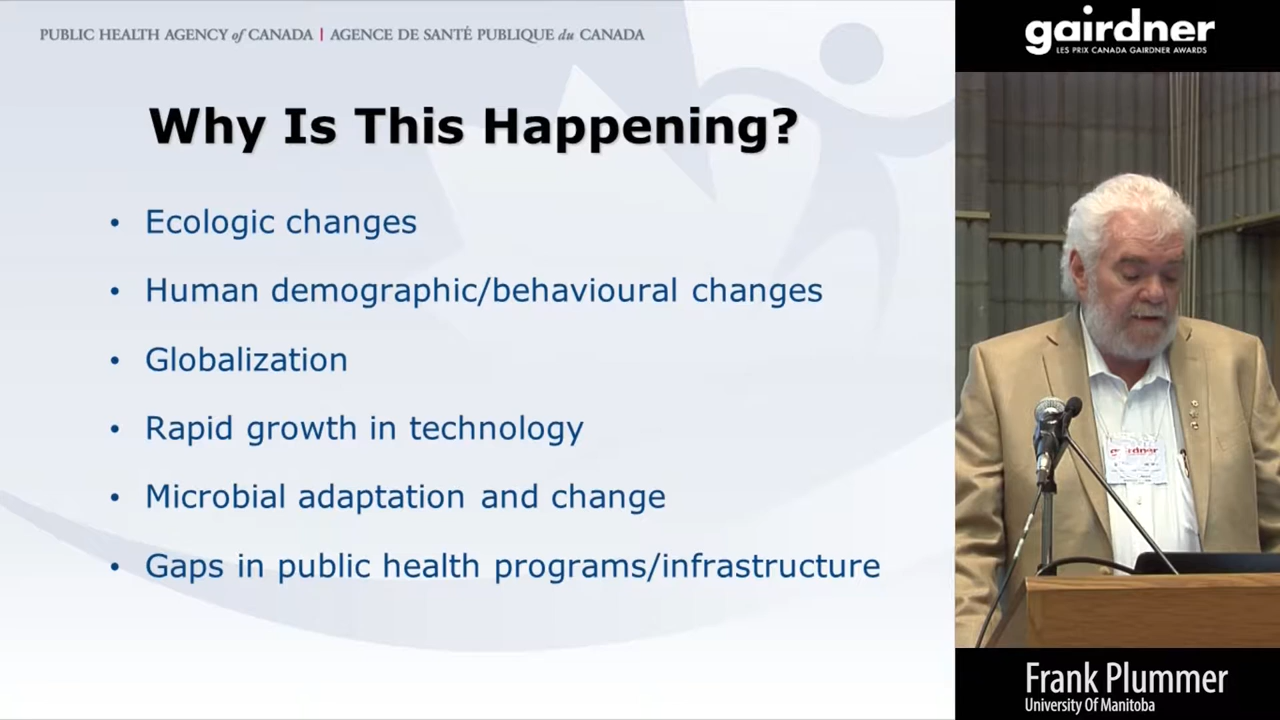 PUBLIC HEALTH AGENCY of CANADA | AGENCE DE SANTÉ PUBLIQUE du CANADA
Why Is This Happening?
• Ecologic changes
• Human demographic/behavioural changes
• Globalization
• Rapid growth in technology
• Microbial adaptation and change
• Gaps in public health programs/infrastructure
gairdner
LES PRIX CANADA GAIRDNER AWARDS
gairdner
Frank Plummer
University Of Manitoba